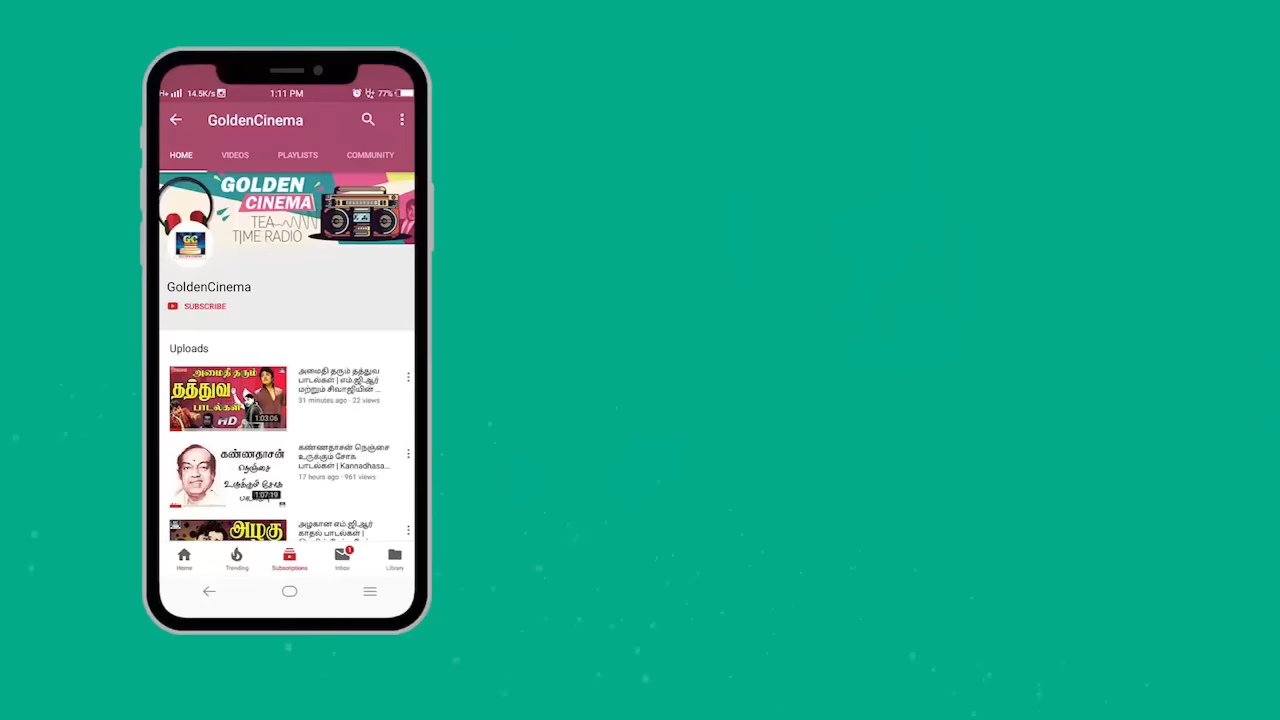 H+ 14.5K/s 1:11 PM 77%
GoldenCinema
HOME VIDEOS PLAYLISTS COMMUNITY
GOLDEN
CINEMA
TEA
TIME RADIO
GC
GoldenCinema
SUBSCRIBE
Uploads
அமைதி தரும்
தத்துவ
பாடல்கள்
HD
1:03:06
அமைதி தரும் தத்துவ
பாடல்கள் | எம்.ஜி.ஆர்
மற்றும் சிவாஜியின் ...
31 minutes ago · 22 views
கண்ணதாசன்
நெஞ்சை
உருக்கும் சோக
1:07:19
கண்ணதாசன் நெஞ்சை
உருக்கும் சோக
பாடல்கள் | Kannadhasa...
17 hours ago · 961 views
அழகு
அழகான எம்.ஜி.ஆர்
காதல் பாடல்கள் |
Home Trending Subscriptions Inbox 1 Library